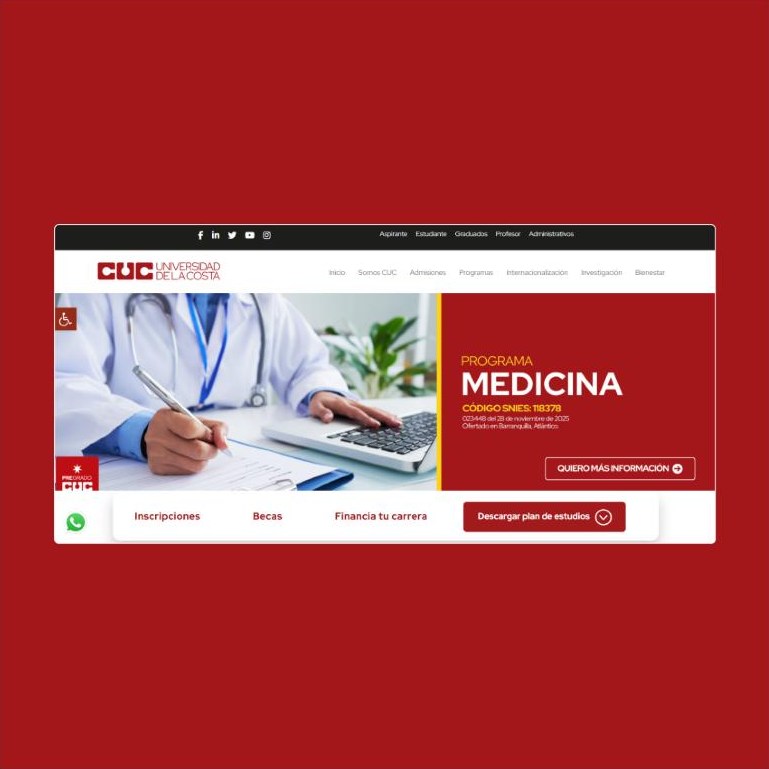 Aspirante Estudiante Graduados Profesor Administrativos
CUC UNIVERSIDAD
DE LA COSTA
Inicio Somos CUC Admisiones Programas Internacionalización Investigación Bienestar
PROGRAMA
MEDICINA
CÓDIGO SNIES: 118378
023448 del 28 de noviembre de 2025
Ofertado en Barranquilla, Atlántico.
QUIERO MÁS INFORMACIÓN
PREGRADO
CUC
Inscripciones Becas Financia tu carrera Descargar plan de estudios